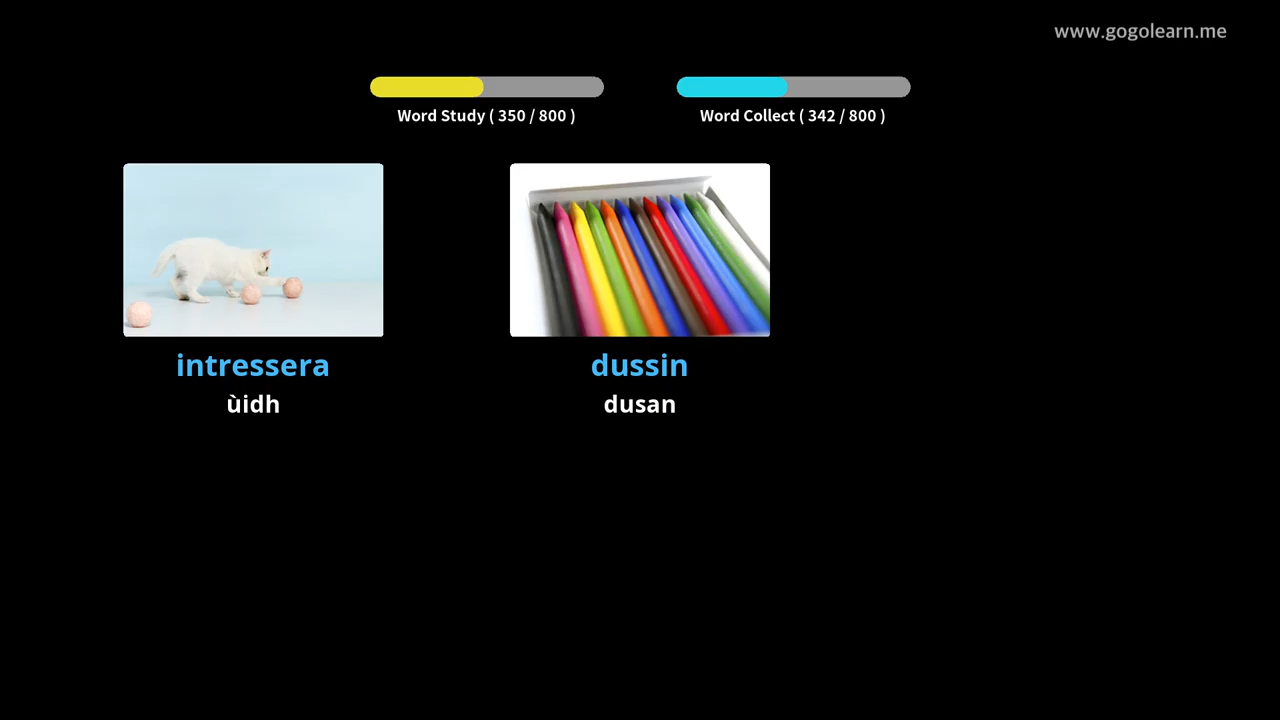 www.gogolearn.me
Word Study ( 350 / 800 )
Word Collect ( 342 / 800 )
intressera
ùidh
dussin
dusan